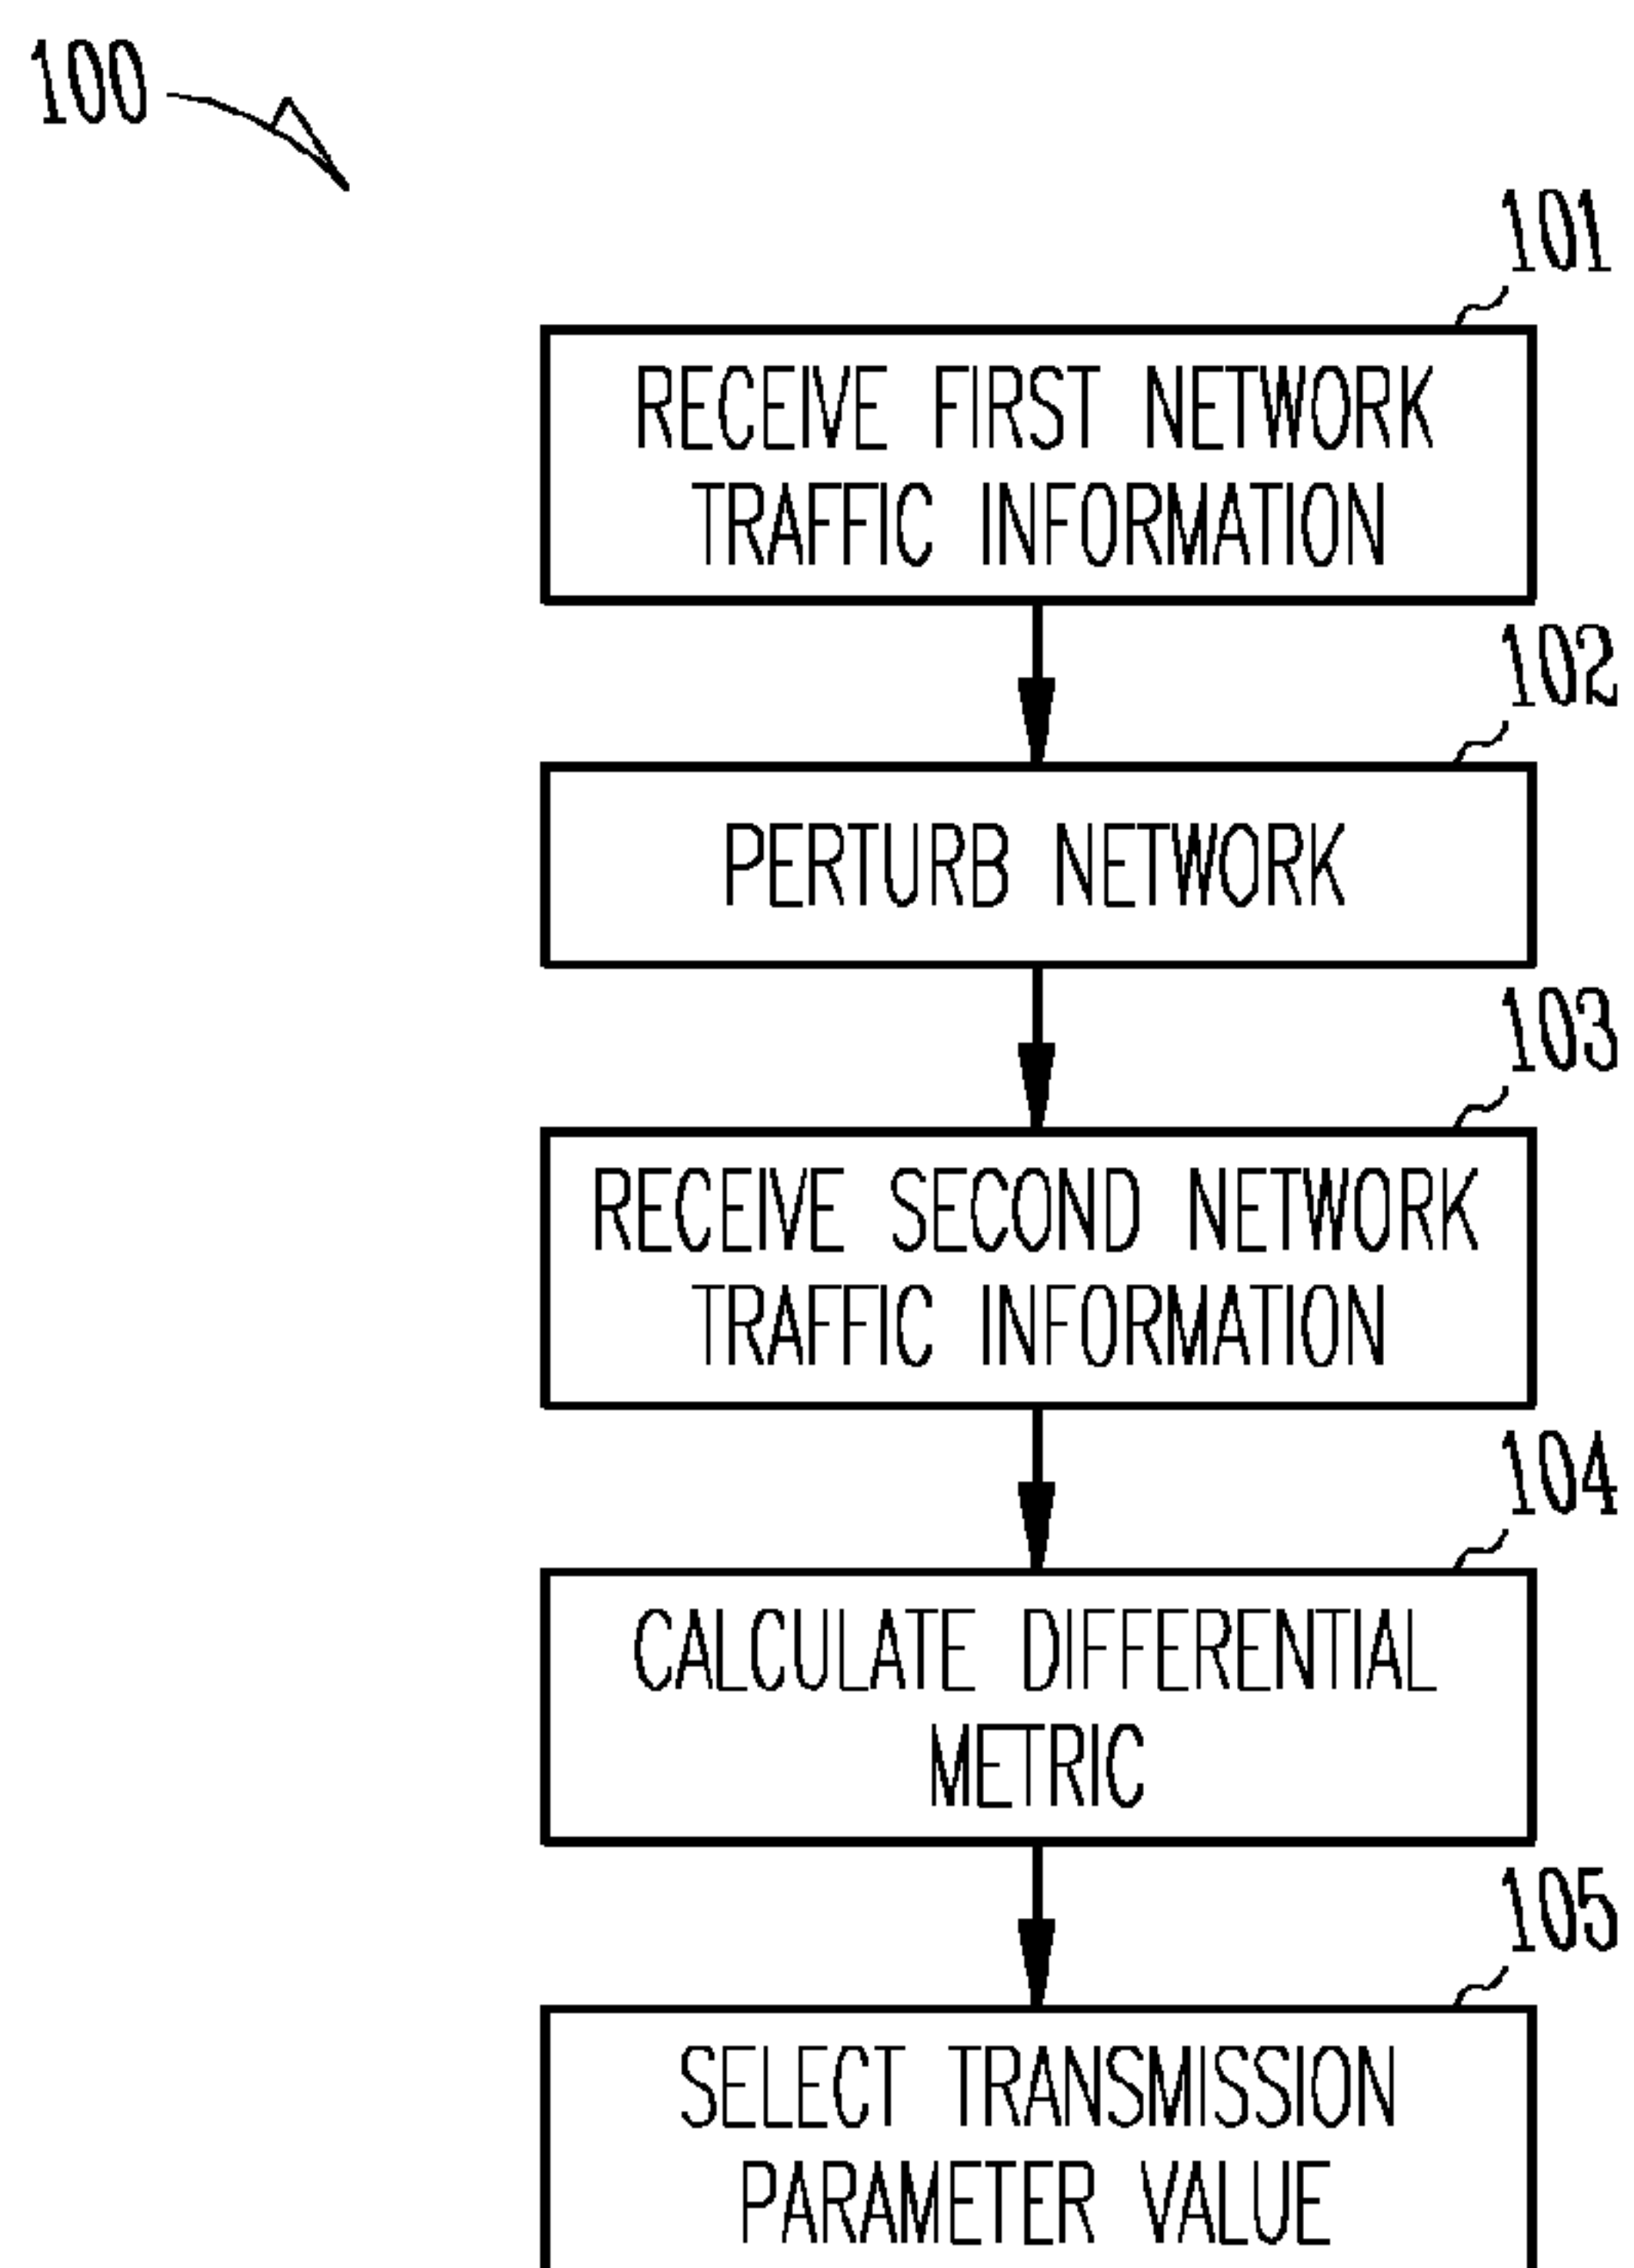 100
101
RECEIVE FIRST NETWORK
TRAFFIC INFORMATION
102
PERTURB NETWORK
103
RECEIVE SECOND NETWORK
TRAFFIC INFORMATION
104
CALCULATE DIFFERENTIAL
METRIC
105
SELECT TRANSMISSION
PARAMETER VALUE